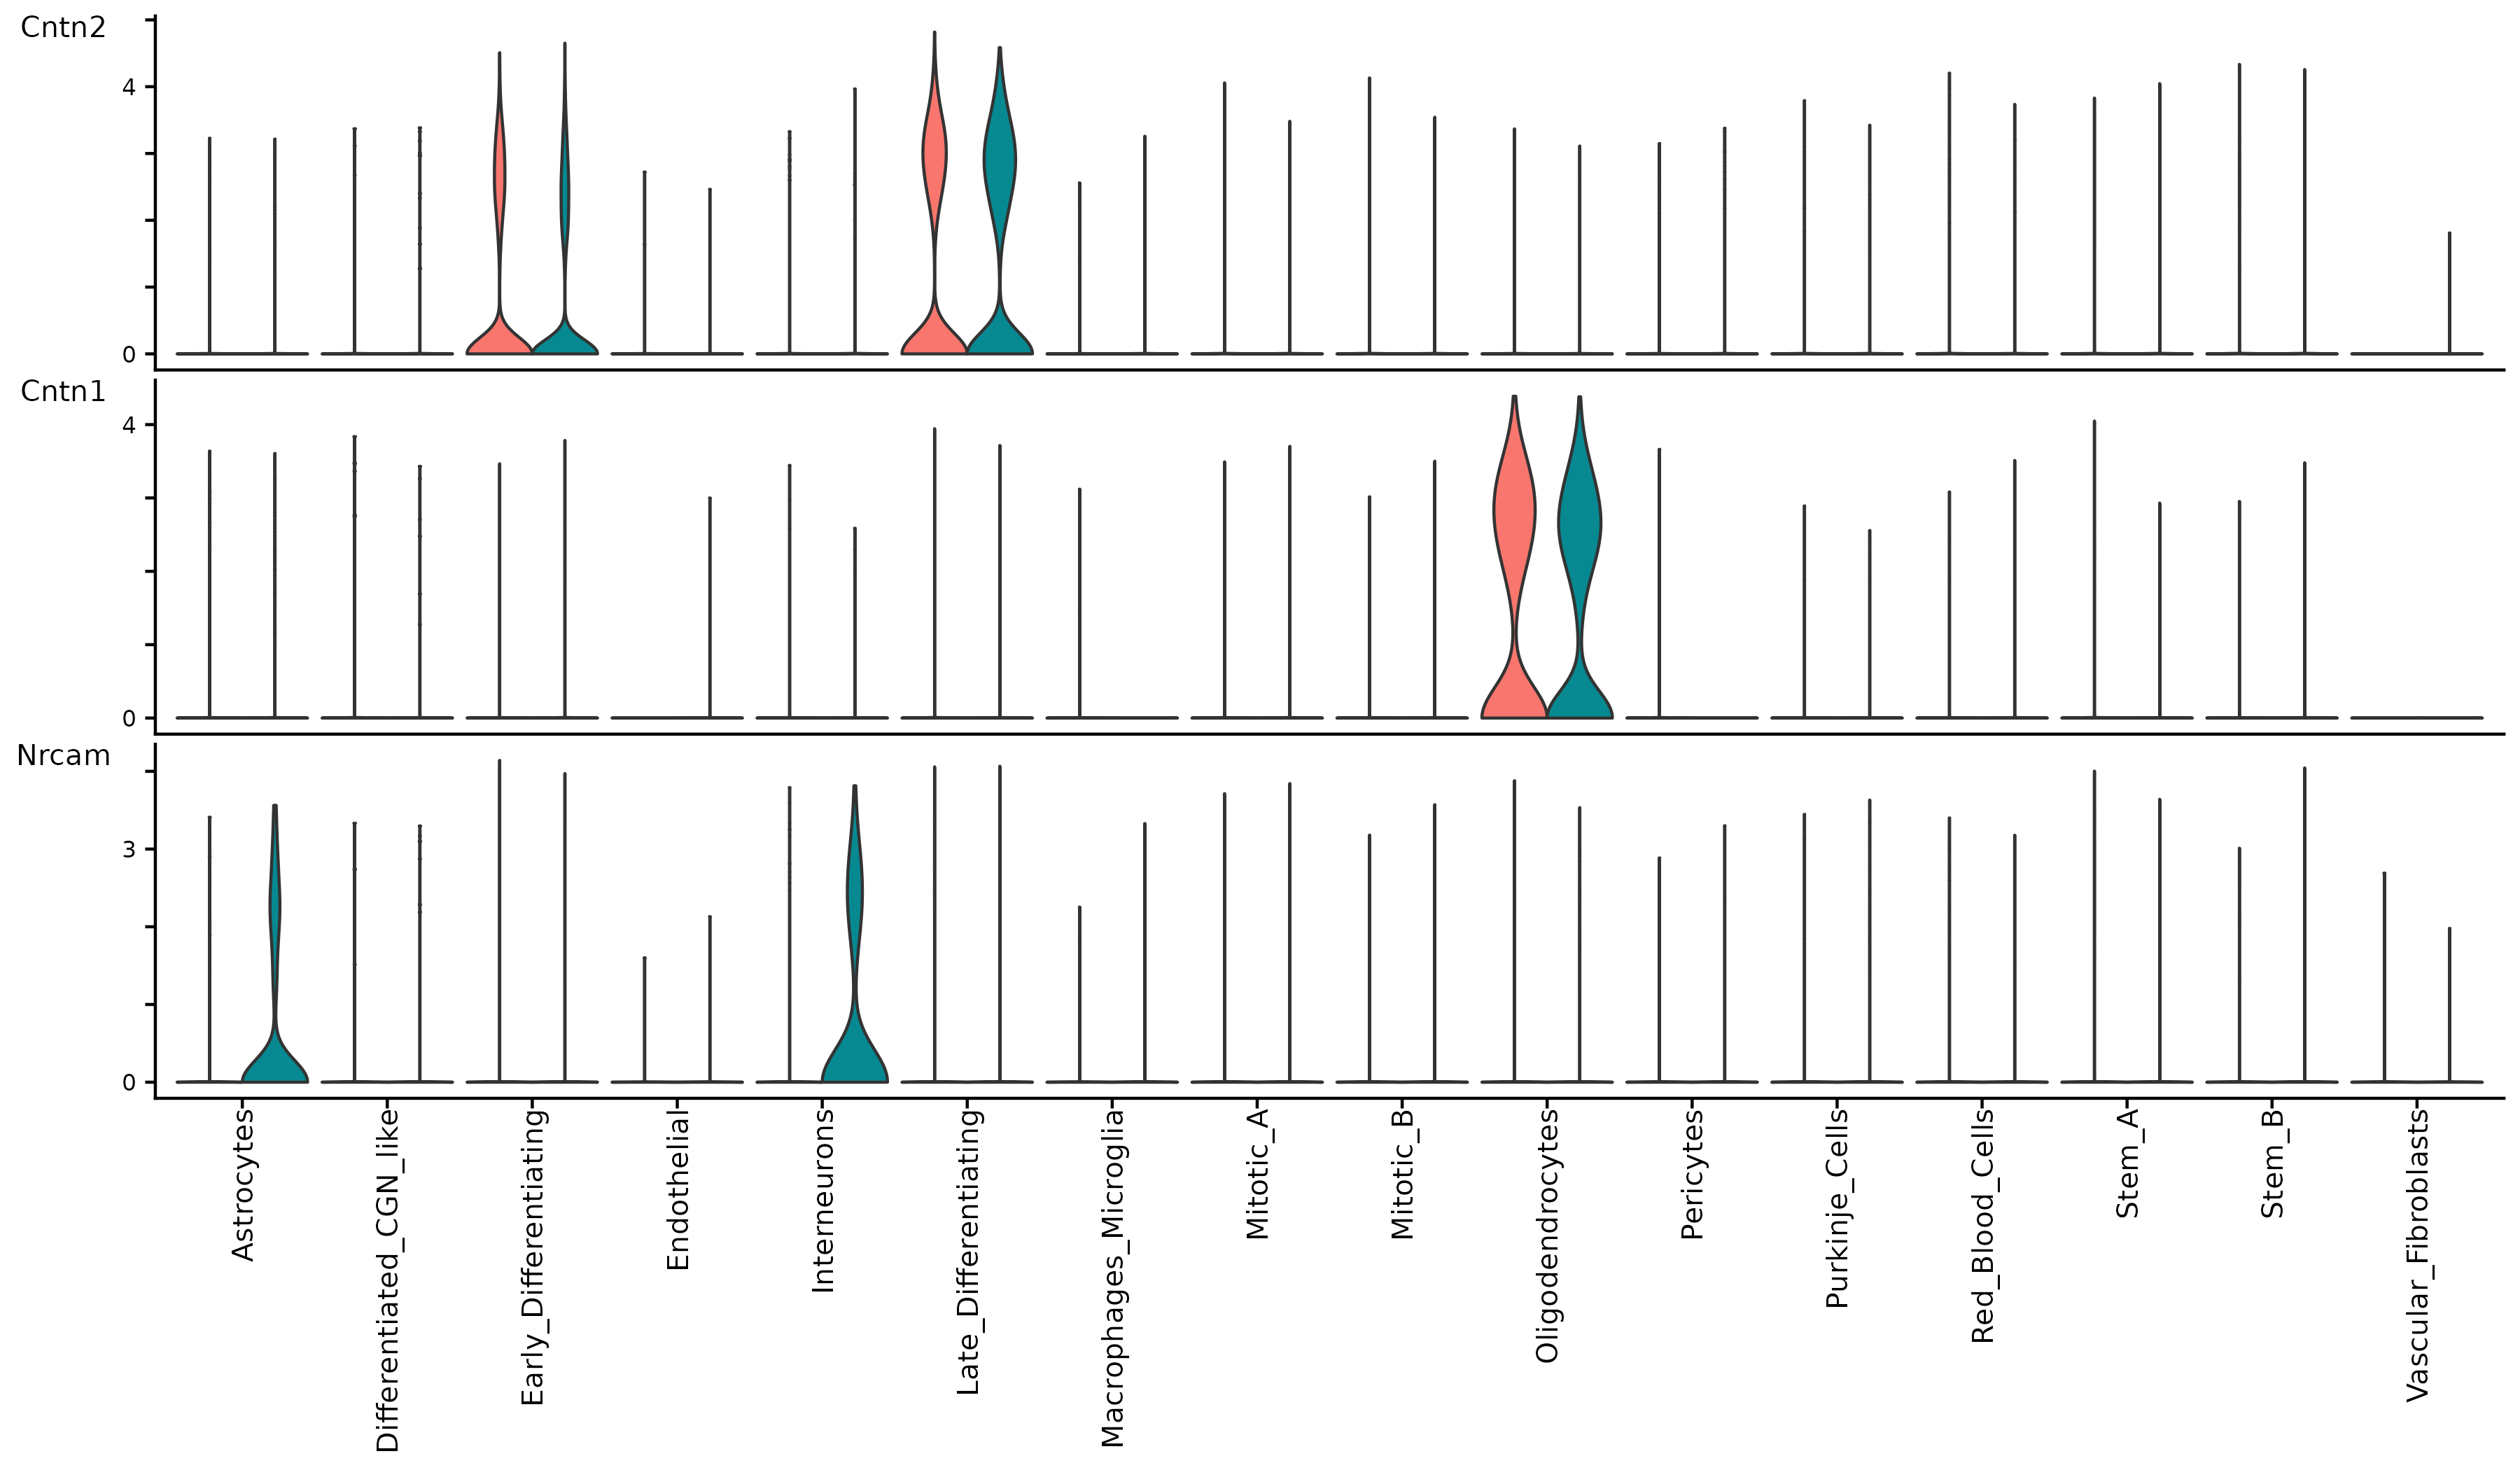 Cntn2
4
0
Cntn1
4
0
Nrcam
3
0
Astrocytes
Differentiated_CGN_like
Early_Differentiating
Endothelial
Interneurons
Late_Differentiating
Macrophages_Microglia
Mitotic_A
Mitotic_B
Oligodendrocytes
Pericytes
Purkinje_Cells
Red_Blood_Cells
Stem_A
Stem_B
Vascular_Fibroblasts